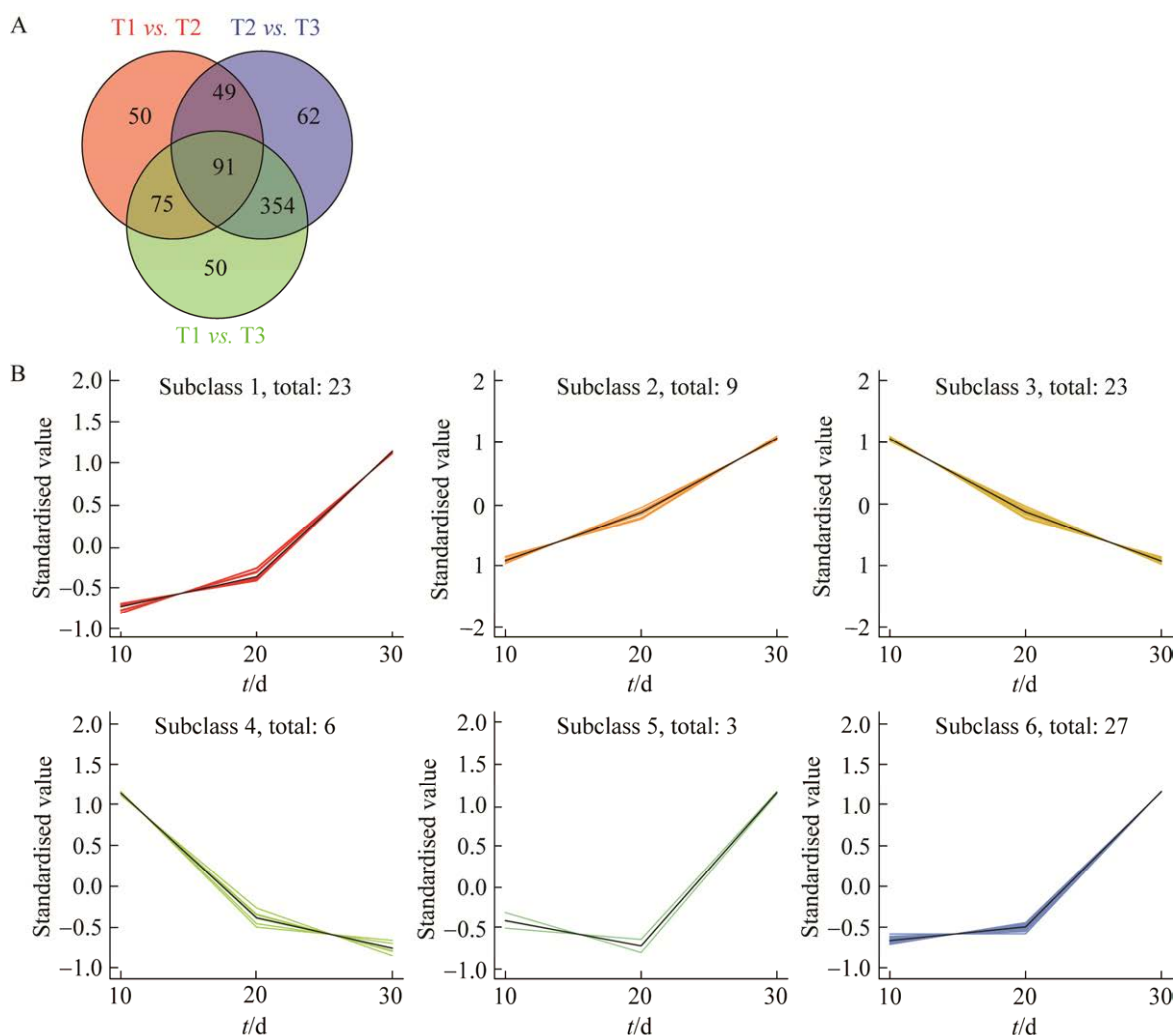 A
T1 vs. T2 T2 vs. T3
49
50 62
91
75 354
50
T1 vs. T3
B
Subclass 1, total: 23
Standardised value
2.0
1.5
1.0
0.5
0.0
−0.5
−1.0
10 20 30
t/d
Subclass 2, total: 9
Standardised value
2
1
0
1
−2
10 20 30
t/d
Subclass 3, total: 23
Standardised value
2
1
0
1
−2
10 20 30
t/d
Subclass 4, total: 6
Standardised value
2.0
1.5
1.0
0.5
0.0
−0.5
−1.0
10 20 30
t/d
Subclass 5, total: 3
Standardised value
2.0
1.5
1.0
0.5
0.0
−0.5
−1.0
10 20 30
t/d
Subclass 6, total: 27
Standardised value
2.0
1.5
1.0
0.5
0.0
−0.5
−1.0
10 20 30
t/d